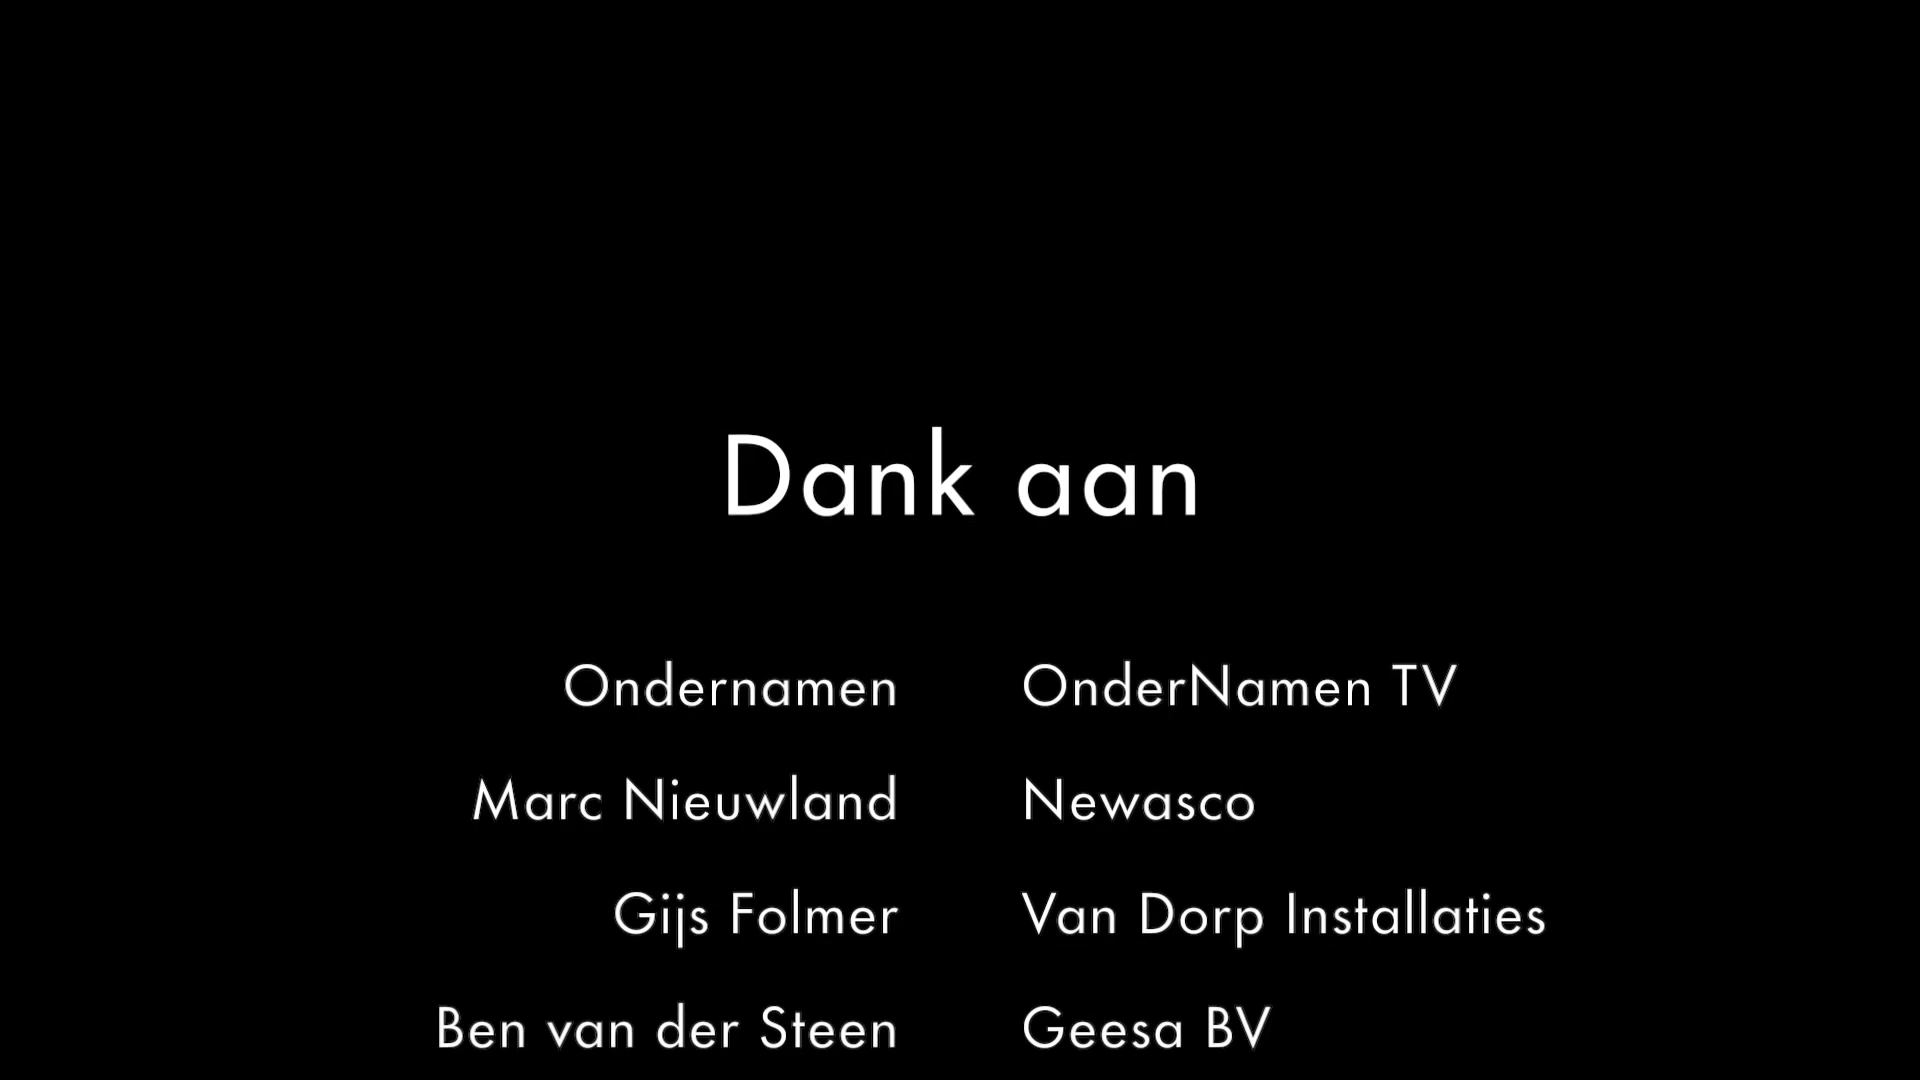 Dank aan
Ondernamen OnderNamen TV
Marc Nieuwland Newasco
Gijs Folmer Van Dorp Installaties
Ben van der Steen Geesa BV